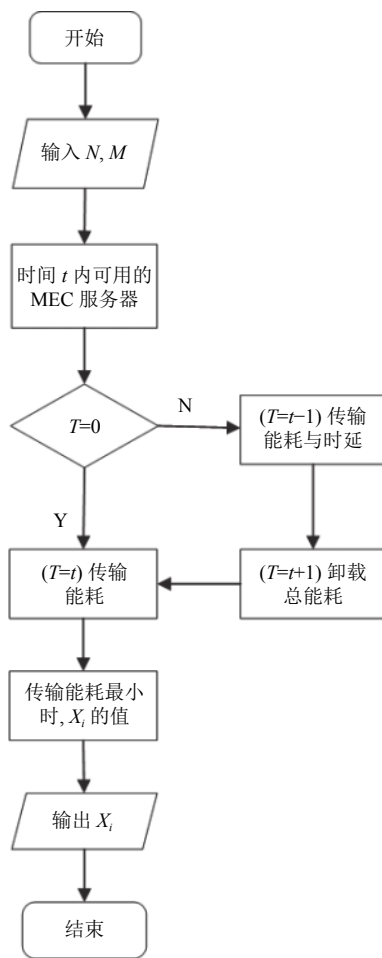 开始
输入 N, M
时间 t 内可用的
MEC 服务器
T=0
N
(T=t−1) 传输
能耗与时延
Y
(T=t) 传输
能耗
(T=t+1) 卸载
总能耗
传输能耗最小
时, Xi 的值
输出 Xi
结束